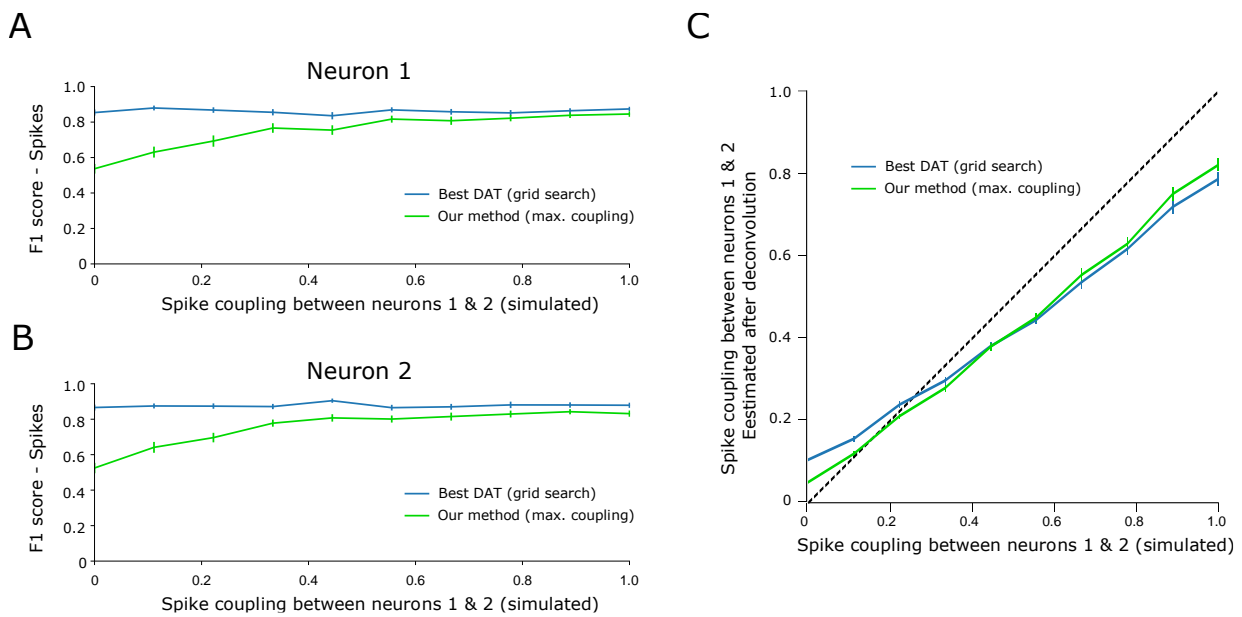 A
Neuron 1
F1 score - Spikes
1.0
0.8
0.6
0.4
0.2
0
Best DAT (grid search)
Our method (max. coupling)
0
0.2
0.4
0.6
0.8
1.0
Spike coupling between neurons 1 & 2 (simulated)
B
Neuron 2
F1 score - Spikes
1.0
0.8
0.6
0.4
0.2
0
Best DAT (grid search)
Our method (max. coupling)
0
0.2
0.4
0.6
0.8
1.0
Spike coupling between neurons 1 & 2 (simulated)
C
Spike coupling between neurons 1 & 2
Eestimated after deconvolution
1.0
0.8
0.6
0.4
0.2
0
Best DAT (grid search)
Our method (max. coupling)
0
0.2
0.4
0.6
0.8
1.0
Spike coupling between neurons 1 & 2 (simulated)